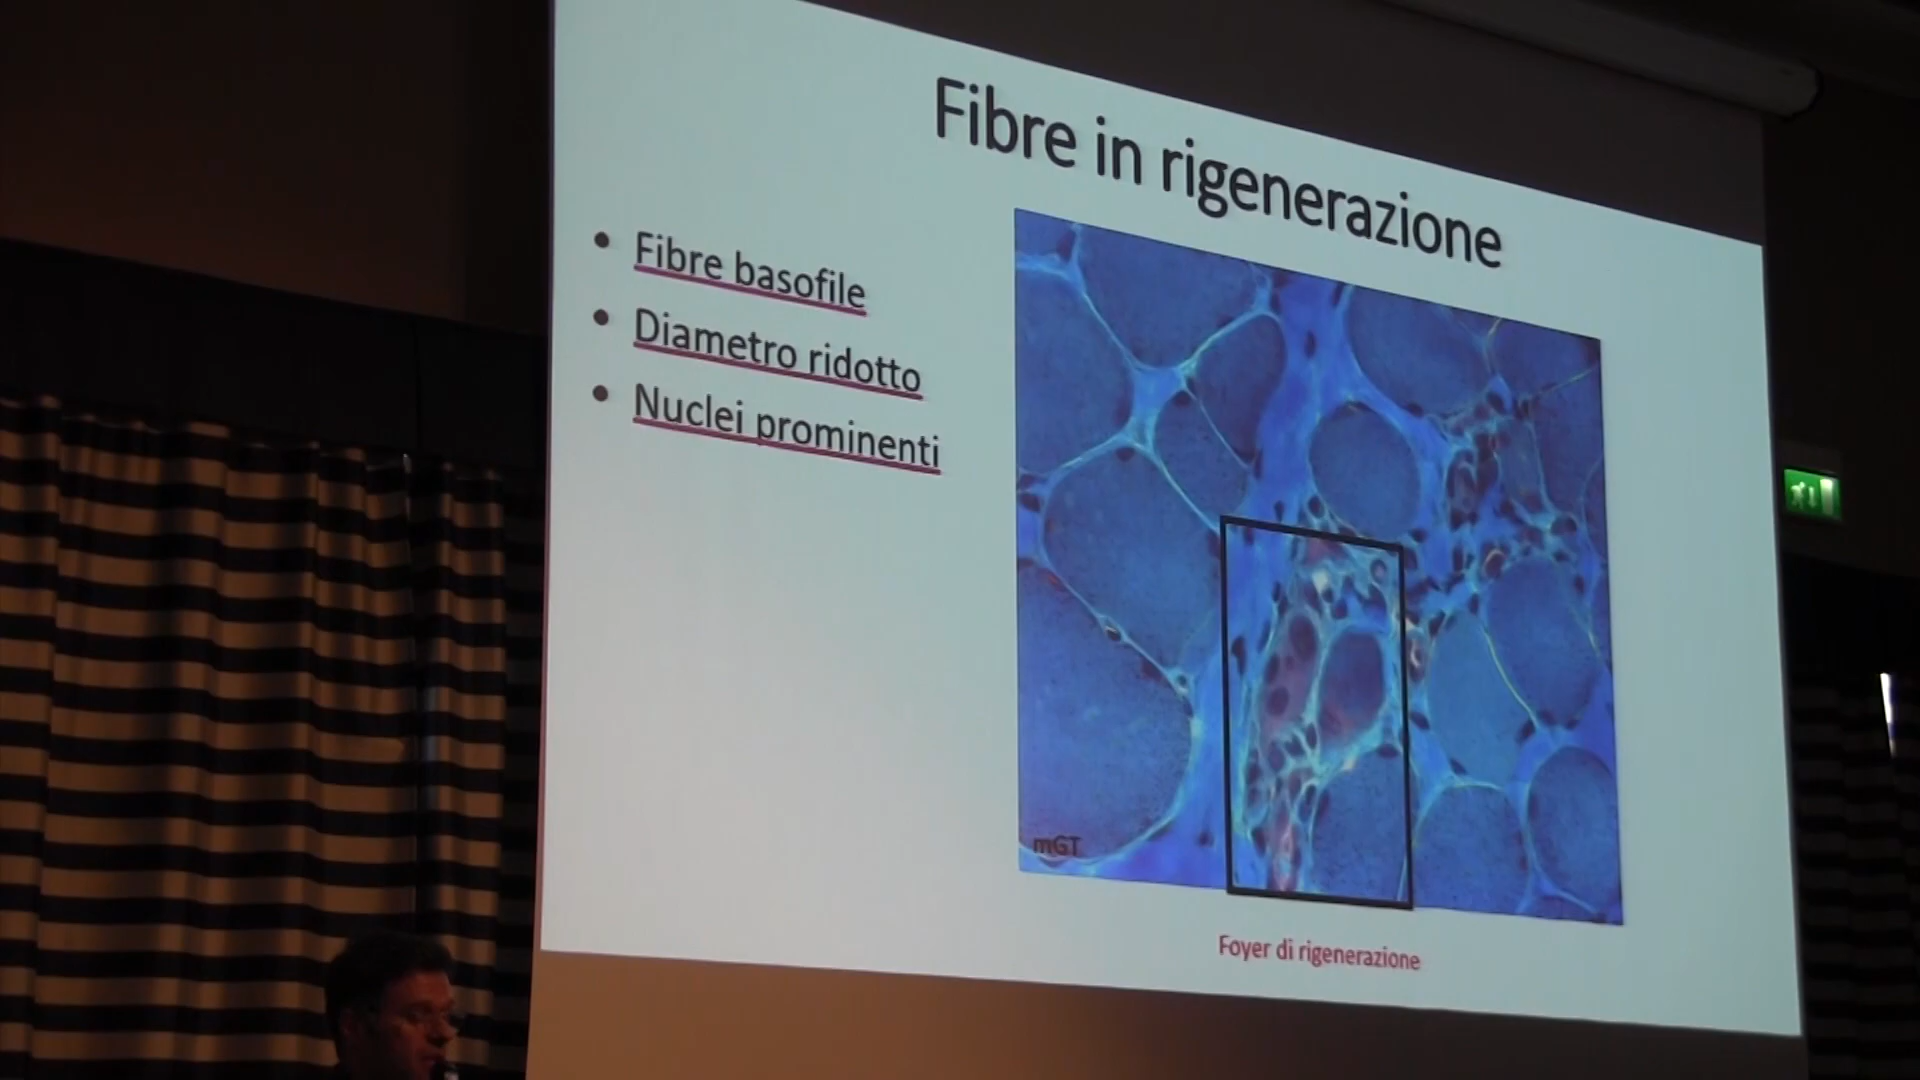 Fibre in rigenerazione
Fibre basofile
Diametro ridotto
Nuclei prominenti
mGT
Foyer di rigenerazione